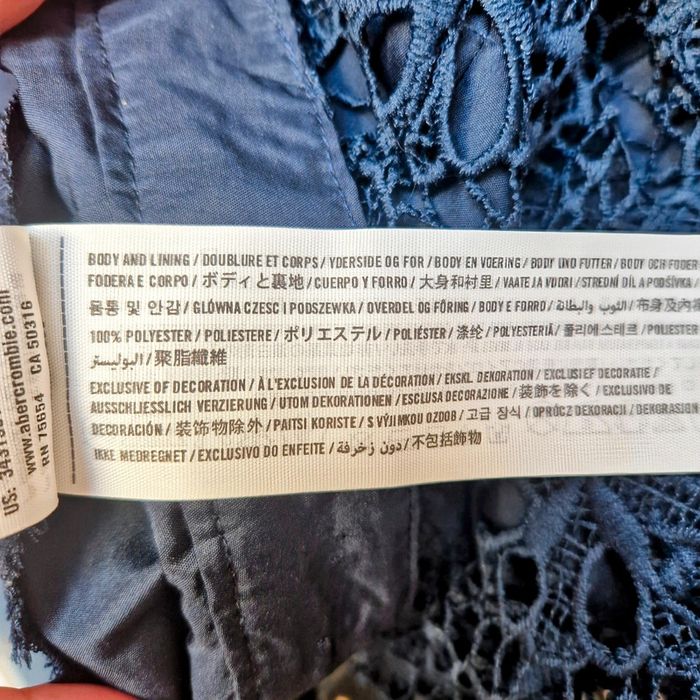 BODY AND LINING / DOUBLURE ET CORPS / YDERSIDE OG FOR / BODY EN VOERING / BODY UND FUTTER / BODY OCH FODER
FODERA E CORPO / ボディと裏地 / CUERPO Y FORRO / 大身和衬里 / VAATE JA VUORI / STREDNÍ DÍL A PODŠÍVKA /
몸통 및 안감 / GŁÓWNA CZESC I PODSZEWKA / OVERDEL OG FÔRING / BODY E FORRO / الثوب والبطانة / 布身及內
100% POLYESTER / POLIESTERE / ポリエステル / POLIÉSTER / 涤纶 / POLYESTERIÄ / 폴리에스테르 / POLIESTER
البوليستر / 聚脂纖維
EXCLUSIVE OF DECORATION / À L'EXCLUSION DE LA DÉCORATION / EKSKL. DEKORATION / EXCLUSIEF DECORATIE /
AUSSCHLIESSLICH VERZIERUNG / UTOM DEKORATIONEN / ESCLUSA DECORAZIONE / 装飾を除く / EXCLUSIVO DE
DECORACIÓN / 装饰物除外 / PAITSI KORISTE / S VÝJIMKOU OZDOB / 고급 장식 / OPRÓCZ DEKORACJI / DEKORASJON
IKKE MEDREGNET / EXCLUSIVO DO ENFEITE / دون زخرفة / 不包括飾物
www.abercrombie.com
RN 75654 CA 50316